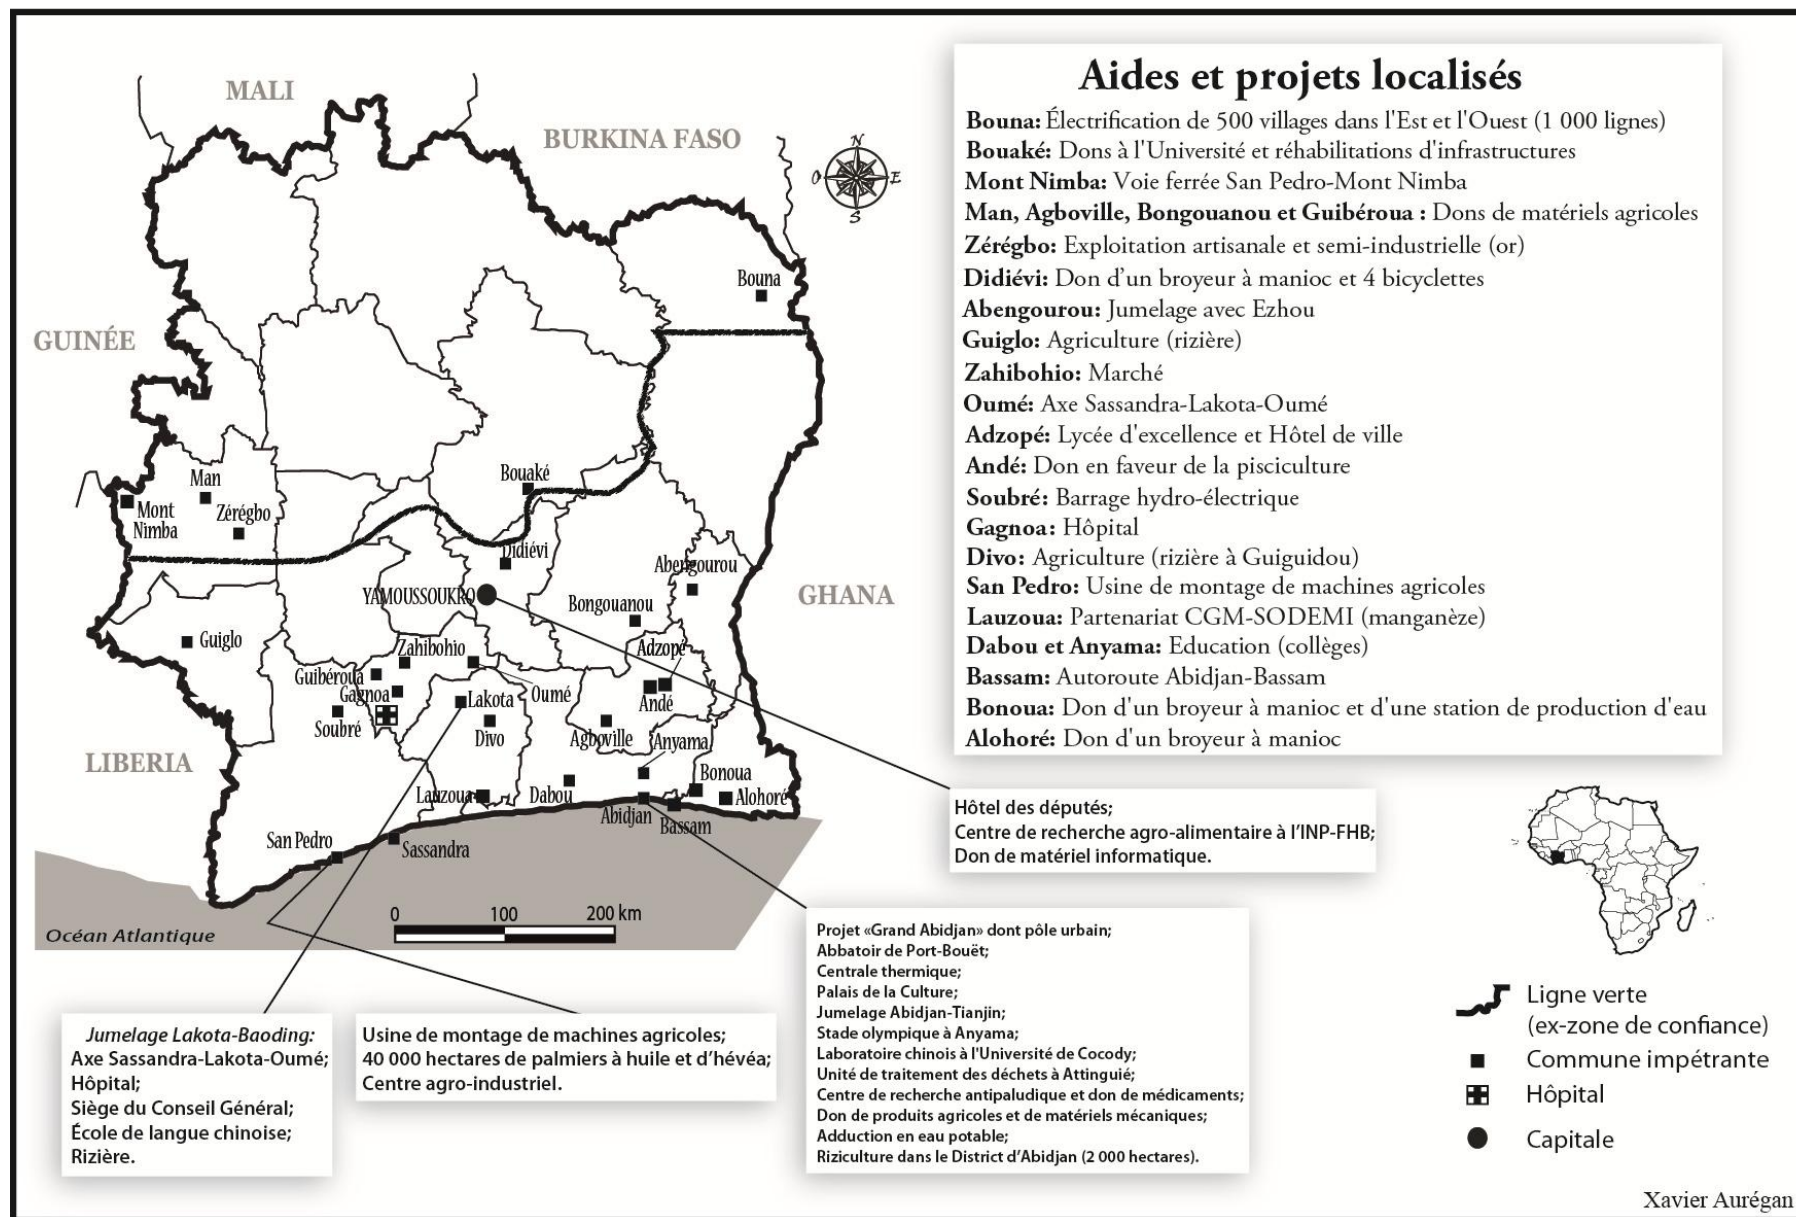 MALI
BURKINA FASO
GUINÉE
GHANA
LIBERIA
N
O
E
S
Bouna
Bouaké
Man
Mont
Nimba
Zérégbo
Didiévi
Abengourou
YAMOUSSOUKRO
Bongouanou
Guiglo
Zahibohio
Adzopé
Guibéroua
Gagnoa
Oumé
Lakota
Andé
Soubré
Divo
Agboville
Anyama
Bonoua
Lauzoua
Dabou
Abidjan
Bassam
Alohoré
San Pedro
Sassandra
0 100 200 km
Océan Atlantique
Aides et projets localisés
Bouna: Électrification de 500 villages dans l'Est et l'Ouest (1 000 lignes)
Bouaké: Dons à l'Université et réhabilitations d'infrastructures
Mont Nimba: Voie ferrée San Pedro-Mont Nimba
Man, Agboville, Bongouanou et Guibéroua : Dons de matériels agricoles
Zérégbo: Exploitation artisanale et semi-industrielle (or)
Didiévi: Don d'un broyeur à manioc et 4 bicyclettes
Abengourou: Jumelage avec Ezhou
Guiglo: Agriculture (rizière)
Zahibohio: Marché
Oumé: Axe Sassandra-Lakota-Oumé
Adzopé: Lycée d'excellence et Hôtel de ville
Andé: Don en faveur de la pisciculture
Soubré: Barrage hydro-électrique
Gagnoa: Hôpital
Divo: Agriculture (rizière à Guiguidou)
San Pedro: Usine de montage de machines agricoles
Lauzoua: Partenariat CGM-SODEMI (manganèze)
Dabou et Anyama: Education (collèges)
Bassam: Autoroute Abidjan-Bassam
Bonoua: Don d'un broyeur à manioc et d'une station de production d'eau
Alohoré: Don d'un broyeur à manioc
Hôtel des députés;
Centre de recherche agro-alimentaire à l'INP-FHB;
Don de matériel informatique.
Projet «Grand Abidjan» dont pôle urbain;
Abbatoir de Port-Bouët;
Centrale thermique;
Palais de la Culture;
Jumelage Abidjan-Tianjin;
Stade olympique à Anyama;
Laboratoire chinois à l'Université de Cocody;
Unité de traitement des déchets à Attinguié;
Centre de recherche antipaludique et don de médicaments;
Don de produits agricoles et de matériels mécaniques;
Adduction en eau potable;
Riziculture dans le District d'Abidjan (2 000 hectares).
Jumelage Lakota-Baoding:
Axe Sassandra-Lakota-Oumé;
Hôpital;
Siège du Conseil Général;
École de langue chinoise;
Rizière.
Usine de montage de machines agricoles;
40 000 hectares de palmiers à huile et d'hévéa;
Centre agro-industriel.
Ligne verte
(ex-zone de confiance)
Commune impétrante
Hôpital
Capitale
Xavier Aurégan